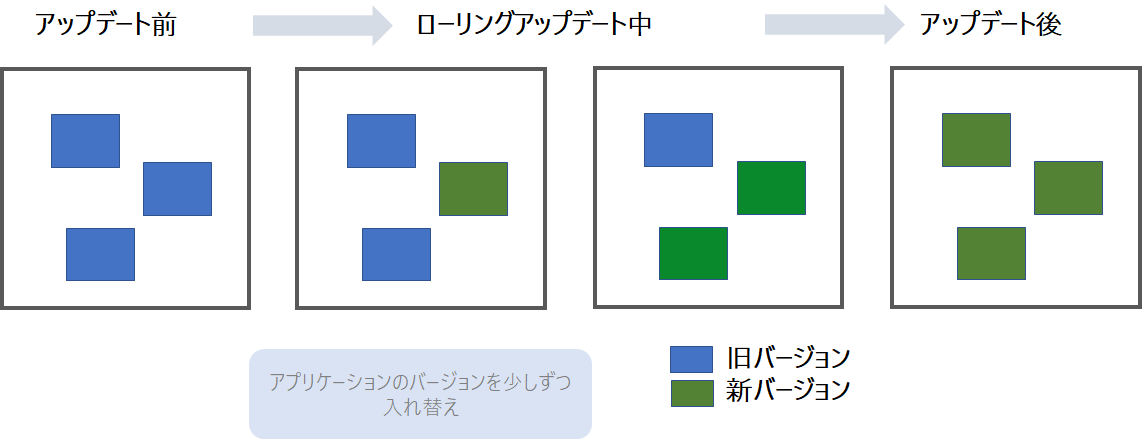 アップデート前
ローリングアップデート中
アップデート後
アプリケーションのバージョンを少しずつ
入れ替え
旧バージョン
新バージョン